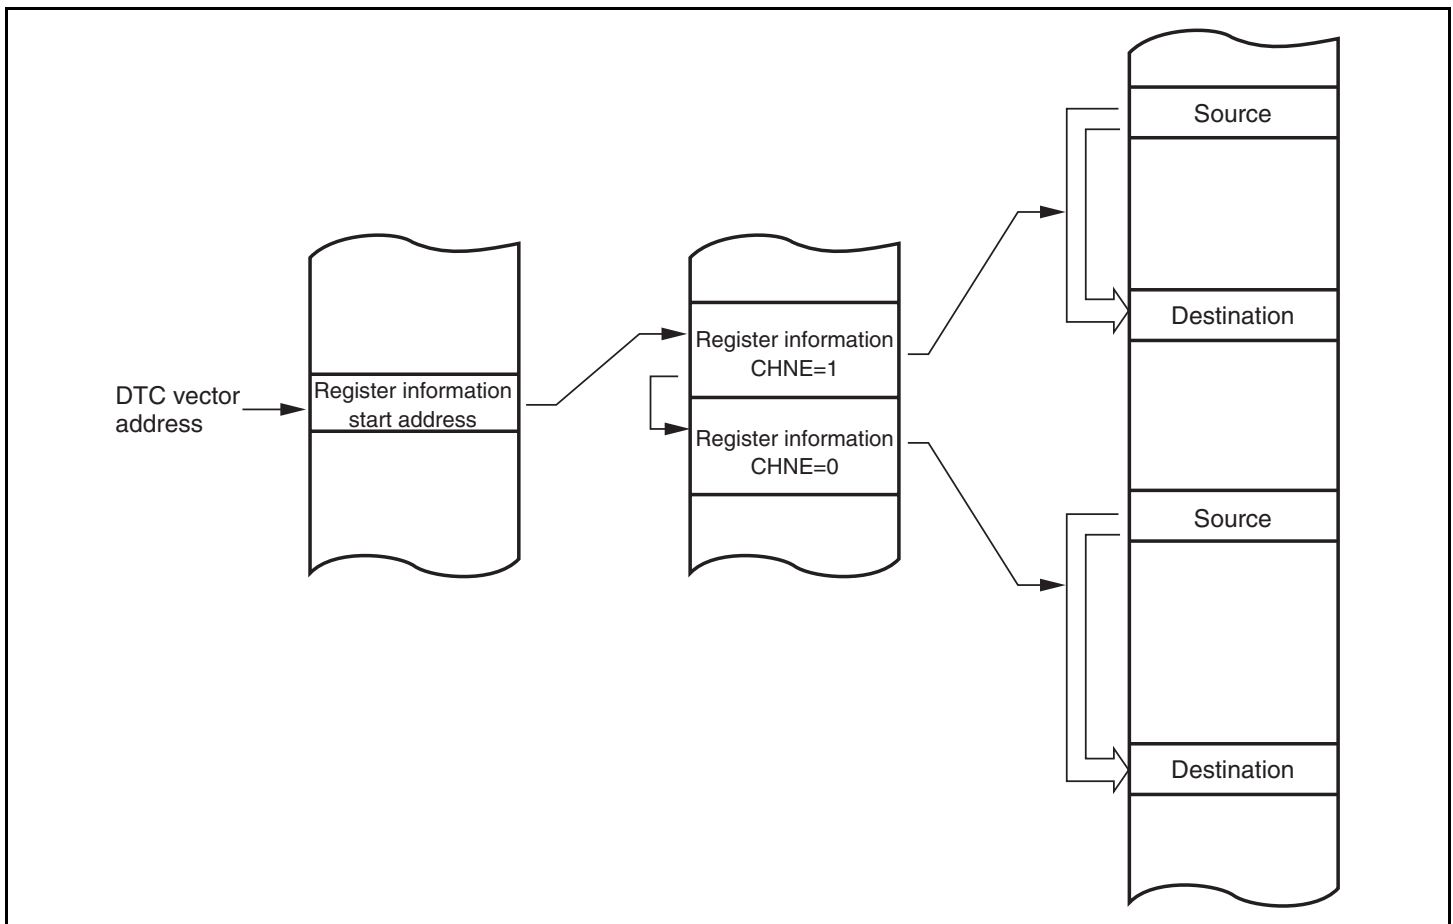 DTC vector
address
Register information
start address
Register information
CHNE=1
Register information
CHNE=0
Source
Destination
Source
Destination